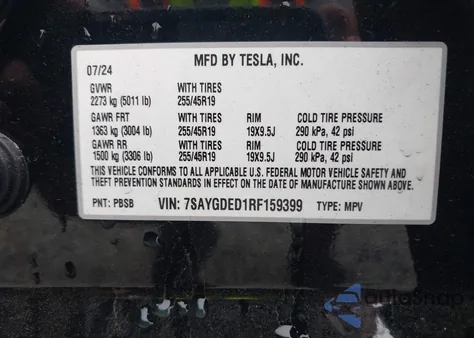 MFD BY TESLA, INC.
07/24
GVWR WITH TIRES
2273 kg (5011 lb) 255/45R19
GAWR FRT WITH TIRES RIM COLD TIRE PRESSURE
1363 kg (3004 lb) 255/45R19 19X9.5J 290 kPa, 42 psi
GAWR RR WITH TIRES RIM COLD TIRE PRESSURE
1500 kg (3306 lb) 255/45R19 19X9.5J 290 kPa, 42 psi
THIS VEHICLE CONFORMS TO ALL APPLICABLE U.S. FEDERAL MOTOR VEHICLE SAFETY AND
THEFT PREVENTION STANDARDS IN EFFECT ON THE DATE OF MANUFACTURE SHOWN ABOVE.
PNT: PBSB VIN: 7SAYGDED1RF159399 TYPE: MPV
AutoSnap